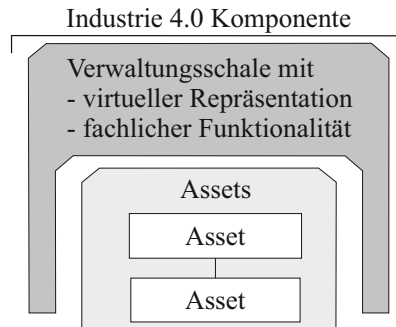 Industrie 4.0 Komponente
Verwaltungsschale mit
- virtueller Repräsentation
- fachlicher Funktionalität
Assets
Asset
Asset